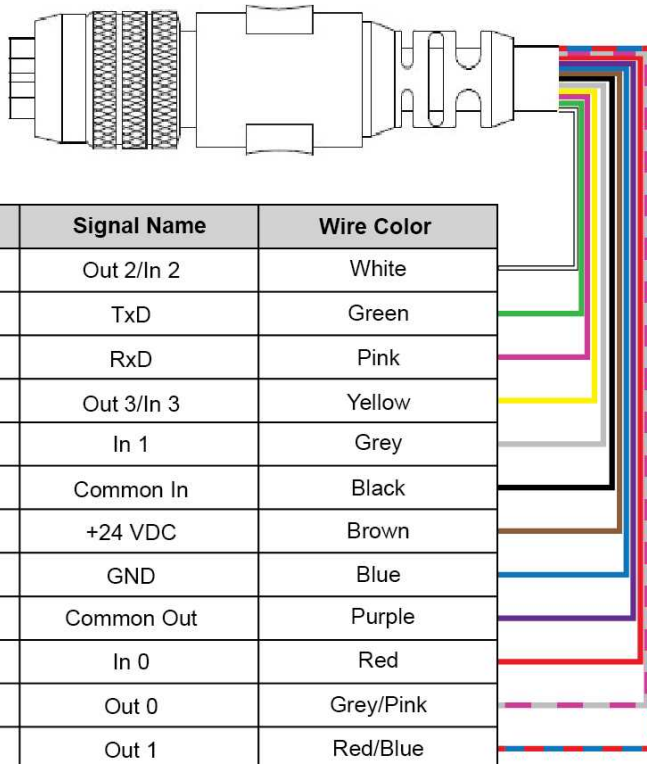 Signal Name Wire Color
Out 2/In 2 White
TxD Green
RxD Pink
Out 3/In 3 Yellow
In 1 Grey
Common In Black
+24 VDC Brown
GND Blue
Common Out Purple
In 0 Red
Out 0 Grey/Pink
Out 1 Red/Blue